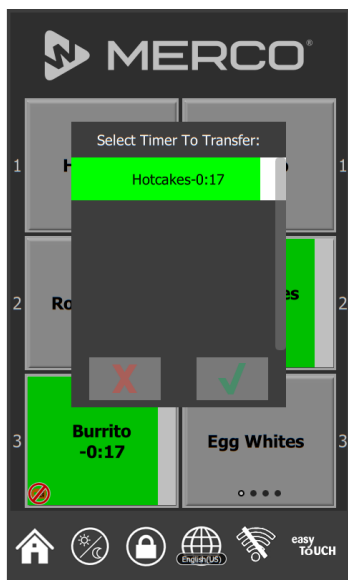 MERCO®
Select Timer To Transfer:
Hotcakes-0:17
1
1
2
2
3
Burrito
-0:17
Egg Whites
3
English(US)
easy
TOUCH